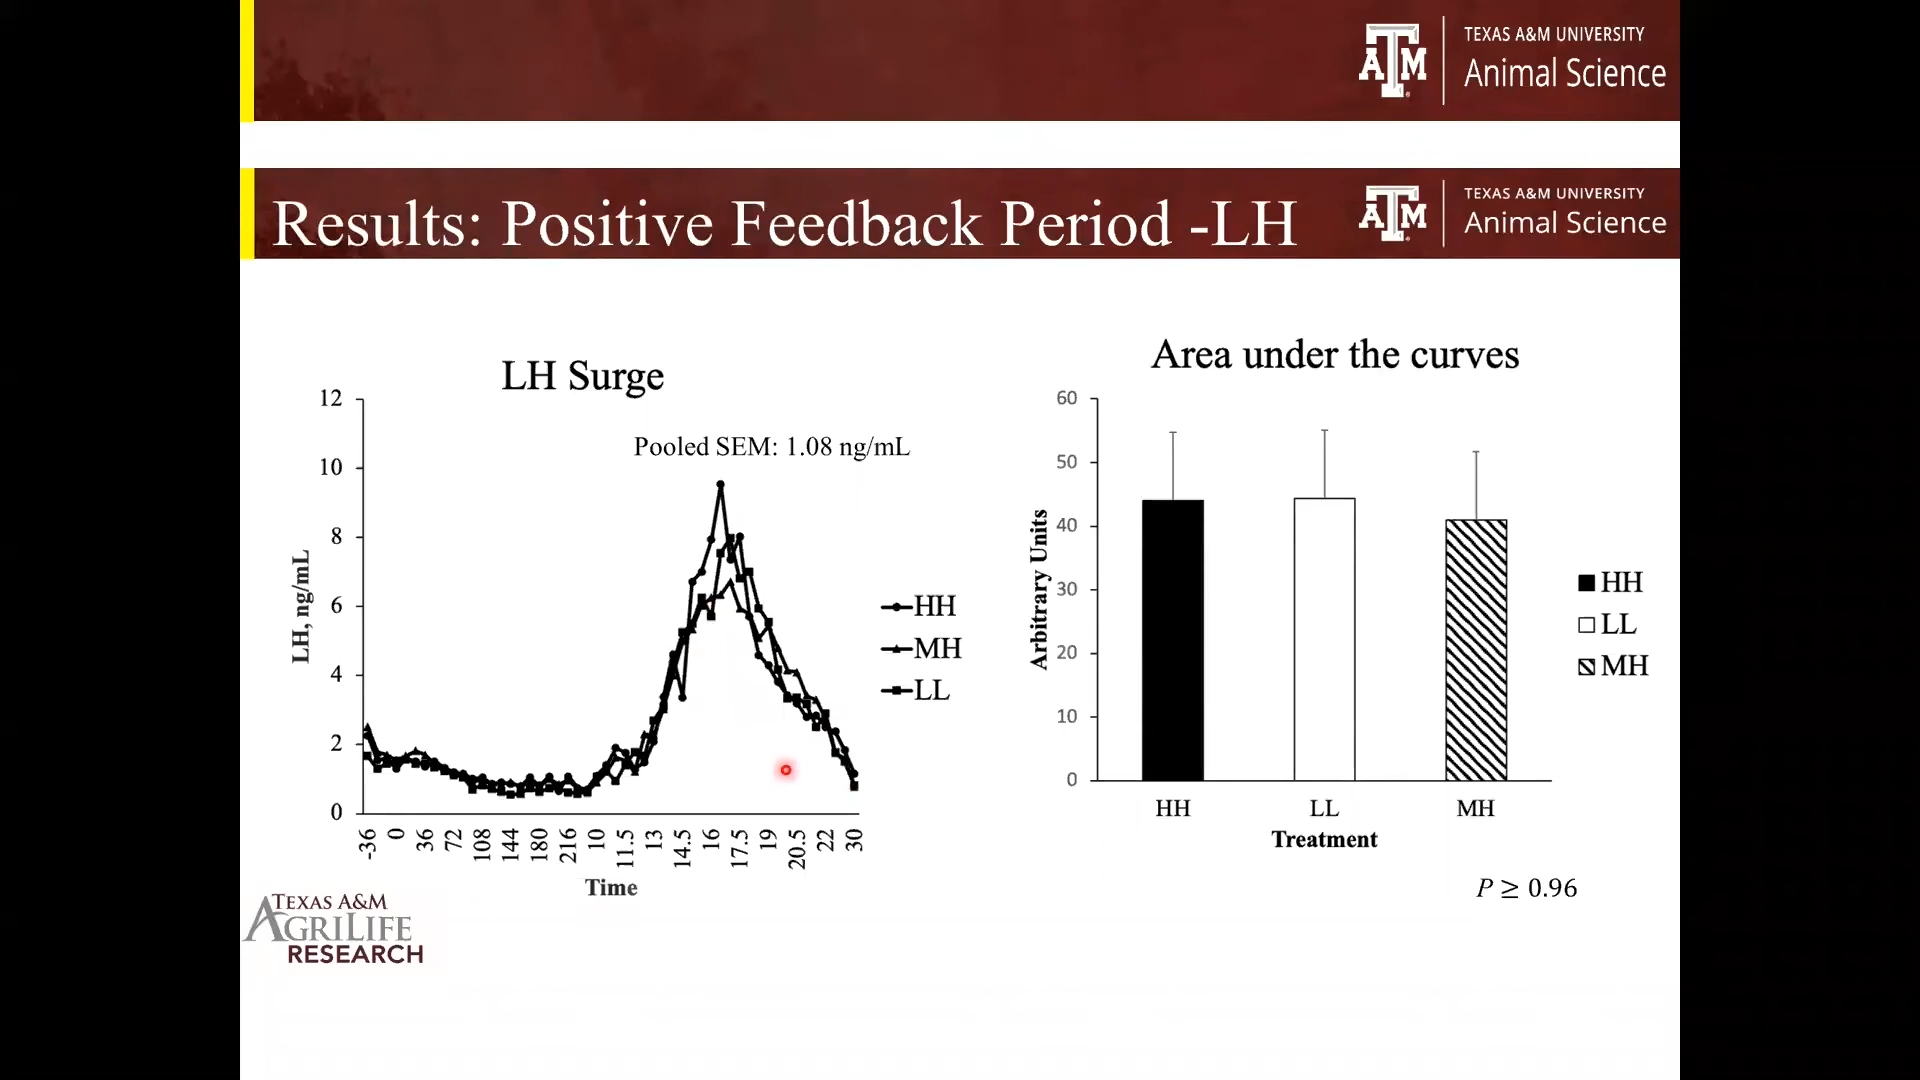 TEXAS A&M UNIVERSITY
Animal Science
Results: Positive Feedback Period -LH
TEXAS A&M UNIVERSITY
Animal Science
LH Surge
Pooled SEM: 1.08 ng/mL
12
10
8
6
4
2
0
LH, ng/mL
-36 0 36 72 108 144 180 216 10 11.5 13 14.5 16 17.5 19 20.5 22 30
Time
HH
MH
LL
Area under the curves
60
50
40
30
20
10
0
Arbitrary Units
HH LL MH
Treatment
HH
LL
MH
P ≥ 0.96
TEXAS A&M
AGRILIFE
RESEARCH